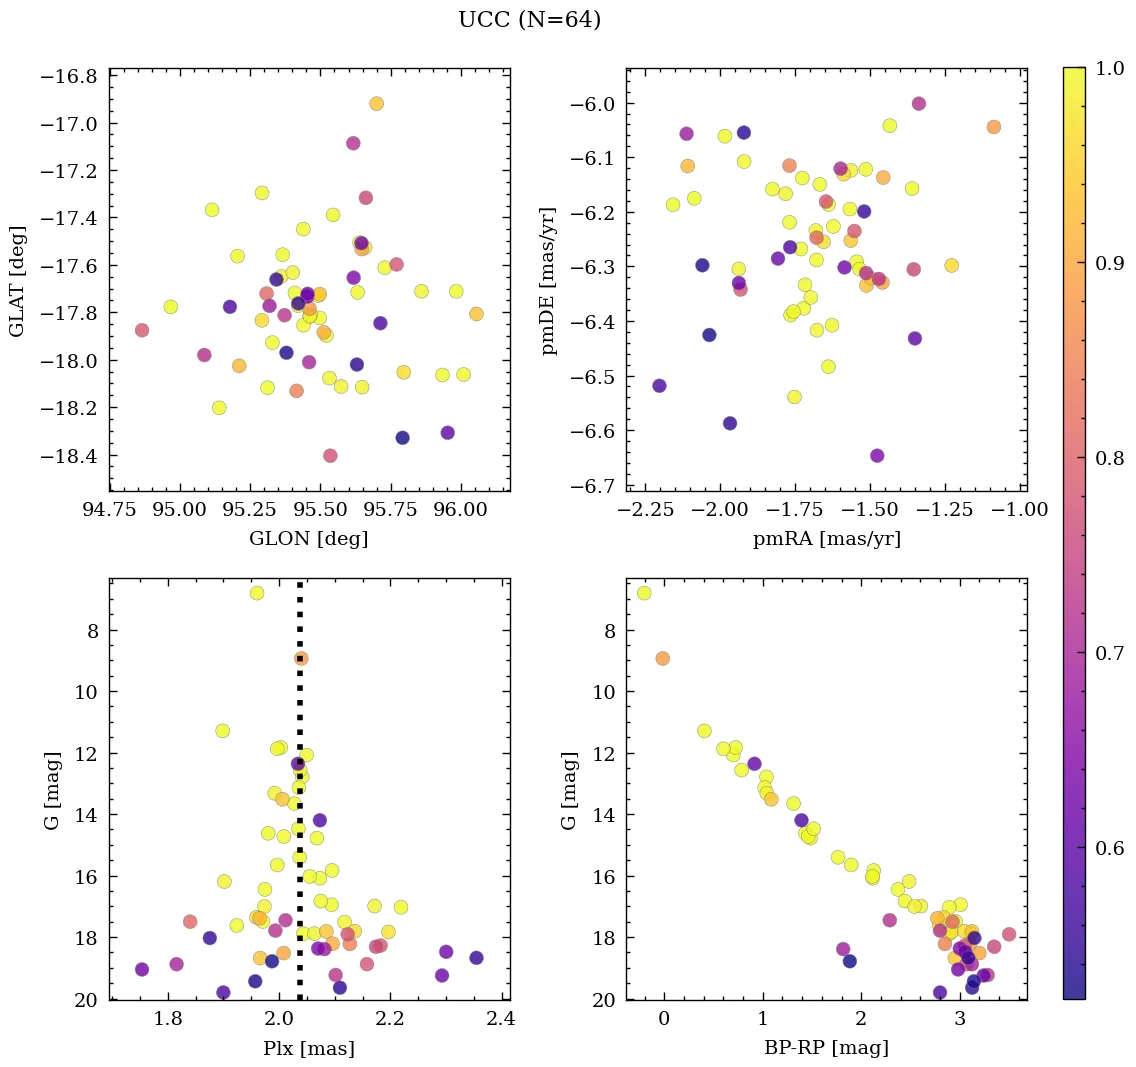 UCC (N=64)
−16.8
−17.0
−17.2
−17.4
−17.6
−17.8
−18.0
−18.2
−18.4
GLAT [deg]
94.75 95.00 95.25 95.50 95.75 96.00
GLON [deg]
−6.0
−6.1
−6.2
−6.3
−6.4
−6.5
−6.6
−6.7
pmDE [mas/yr]
−2.25 −2.00 −1.75 −1.50 −1.25 −1.00
pmRA [mas/yr]
8
10
12
14
16
18
20
G [mag]
1.8 2.0 2.2 2.4
Plx [mas]
8
10
12
14
16
18
20
G [mag]
0 1 2 3
BP-RP [mag]
1.0
0.9
0.8
0.7
0.6